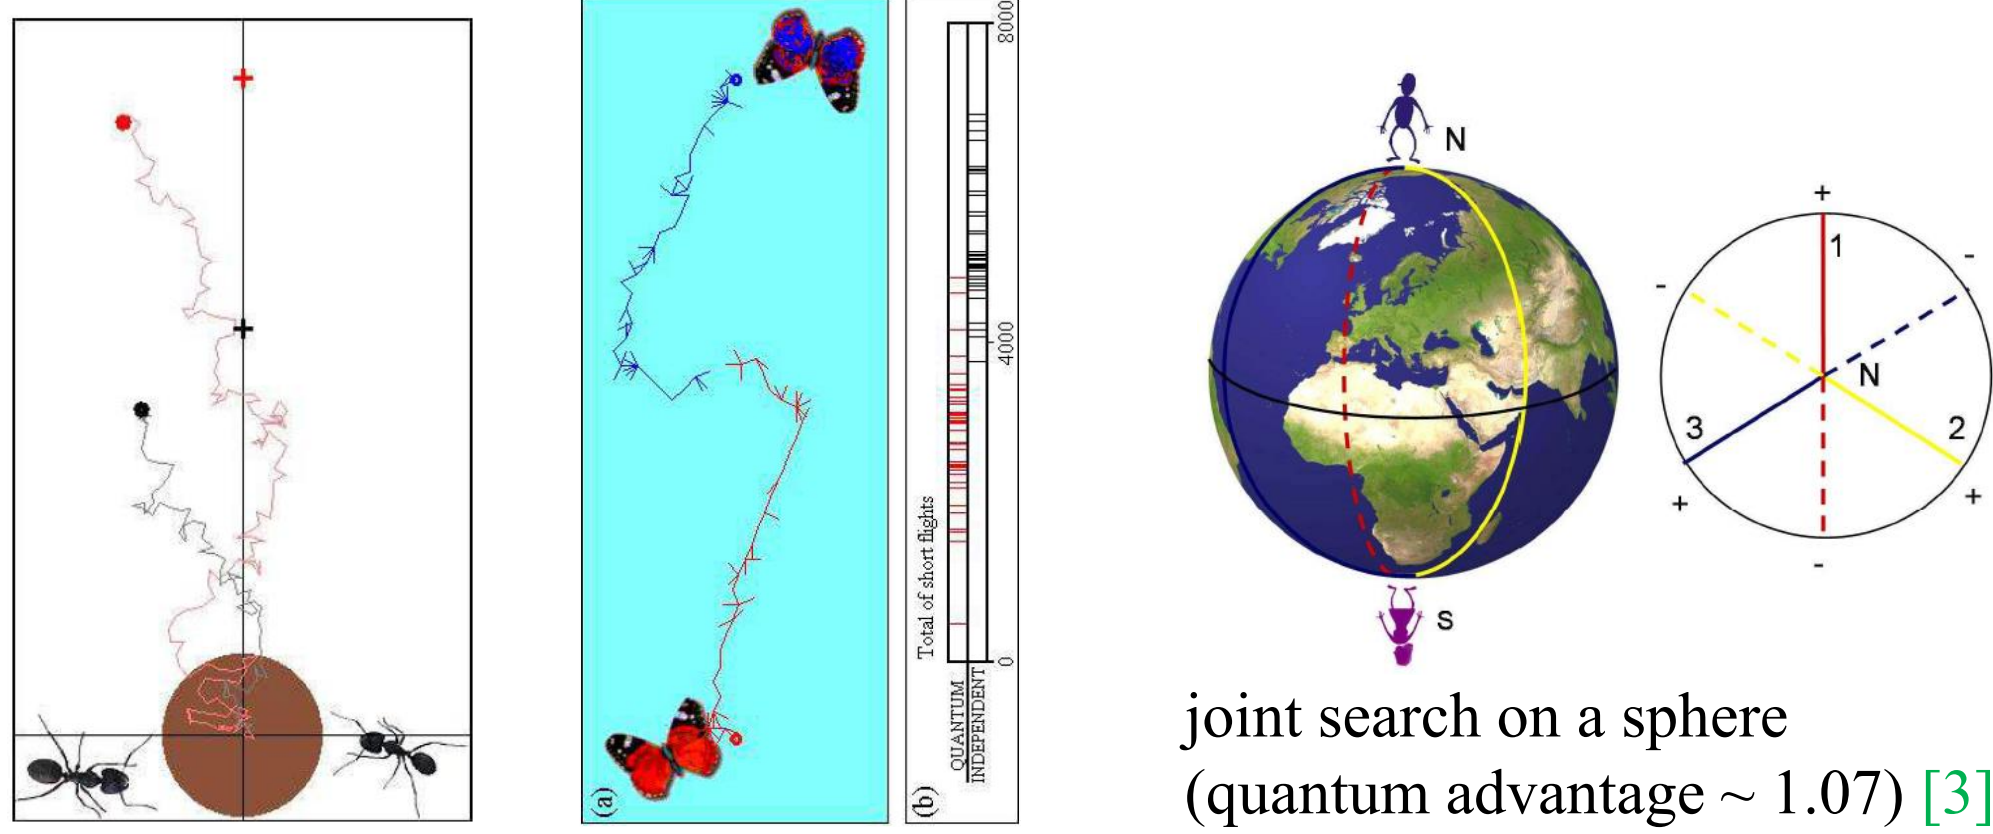 (a)
(b)
Total of short flights
QUANTUM
INDEPENDENT
0
4000
8000
N
S
+
1
-
-
N
3
2
+
+
-
joint search on a sphere
(quantum advantage ~ 1.07) [3]